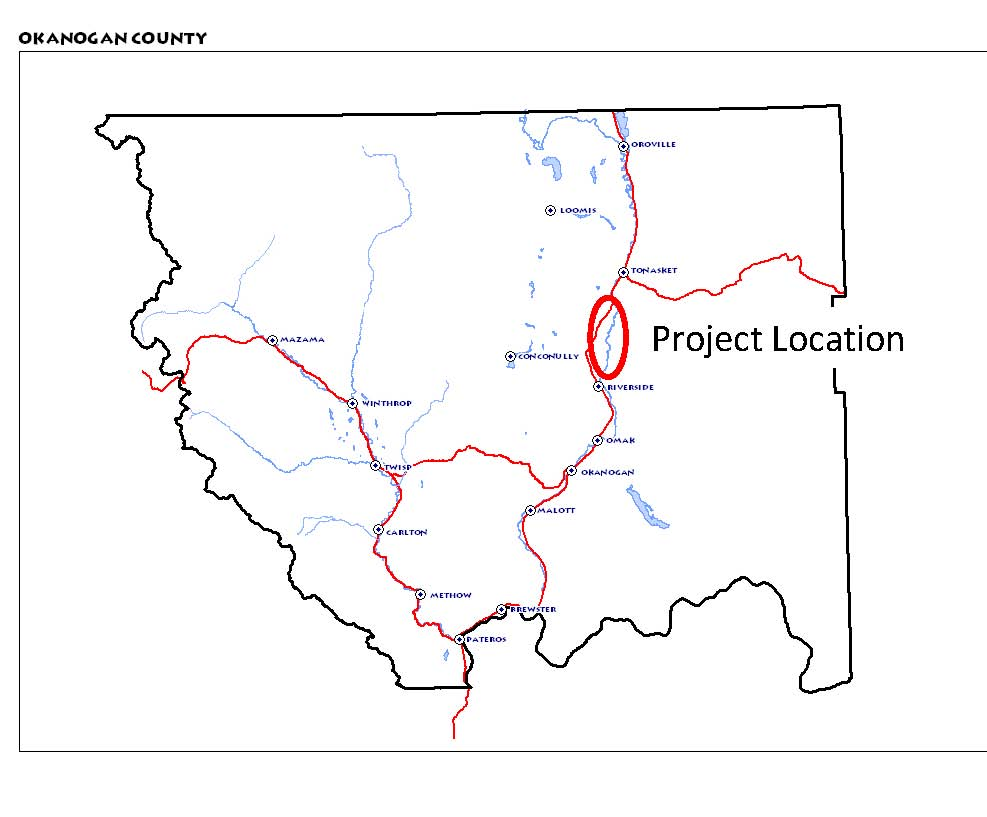 OKANOGAN COUNTY
OROVILLE
LOOMIS
TONASKET
Project Location
MAZAMA
CONCONULLY
RIVERSIDE
WINTHROP
OMAK
TWISP
OKANOGAN
MALOTT
CARLTON
METHOW
BREWSTER
PATEROS